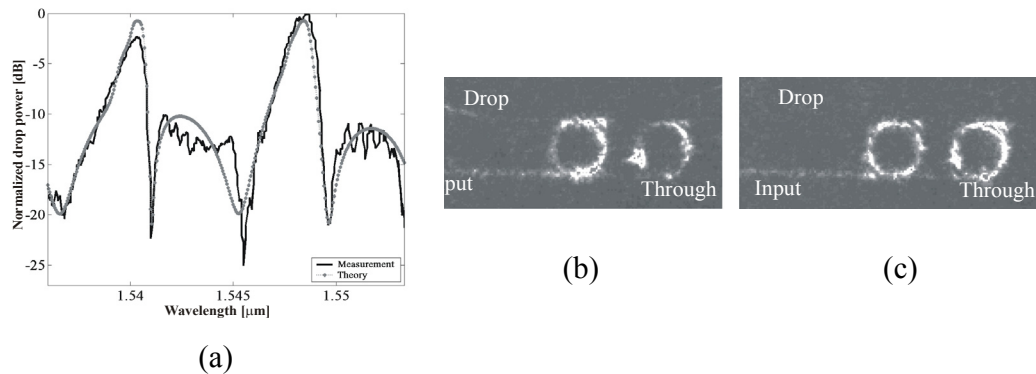 Normalized drop power [dB]
0
-5
-10
-15
-20
-25
1.54
1.545
1.55
Wavelength [µm]
Measurement
Theory
(a)
Drop
put
Through
(b)
Drop
Input
Through
(c)